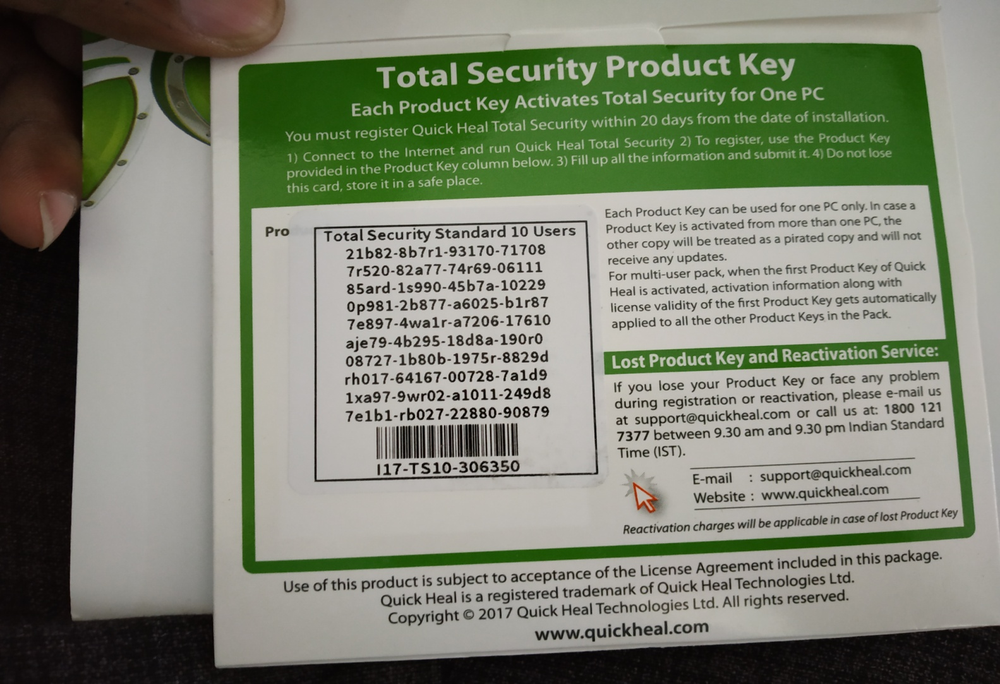 Total Security Product Key
Each Product Key Activates Total Security for One PC
You must register Quick Heal Total Security within 20 days from the date of installation.
1) Connect to the Internet and run Quick Heal Total Security 2) To register, use the Product Key
provided in the Product Key column below. 3) Fill up all the information and submit it. 4) Do not lose
this card, store it in a safe place.
Pro
Total Security Standard 10 Users
21b82-8b7r1-93170-71708
7r520-82a77-74r69-06111
85ard-1s990-45b7a-10229
0p981-2b877-a6025-b1r87
7e897-4wa1r-a7206-17610
aje79-4b295-18d8a-190r0
08727-1b80b-1975r-8829d
rh017-64167-00728-7a1d9
1xa97-9wr02-a1011-249d8
7e1b1-rb027-22880-90879
I17-TS10-306350
Each Product Key can be used for one PC only. In case a
Product Key is activated from more than one PC, the
other copy will be treated as a pirated copy and will not
receive any updates.
For multi-user pack, when the first Product Key of Quick
Heal is activated, activation information along with
license validity of the first Product Key gets automatically
applied to all the other Product Keys in the Pack.
Lost Product Key and Reactivation Service:
If you lose your Product Key or face any problem
during registration or reactivation, please e-mail us
at support@quickheal.com or call us at: 1800 121
7377 between 9.30 am and 9.30 pm Indian Standard
Time (IST).
E-mail : support@quickheal.com
Website : www.quickheal.com
Reactivation charges will be applicable in case of lost Product Key
Use of this product is subject to acceptance of the License Agreement included in this package.
Quick Heal is a registered trademark of Quick Heal Technologies Ltd.
Copyright © 2017 Quick Heal Technologies Ltd. All rights reserved.
www.quickheal.com